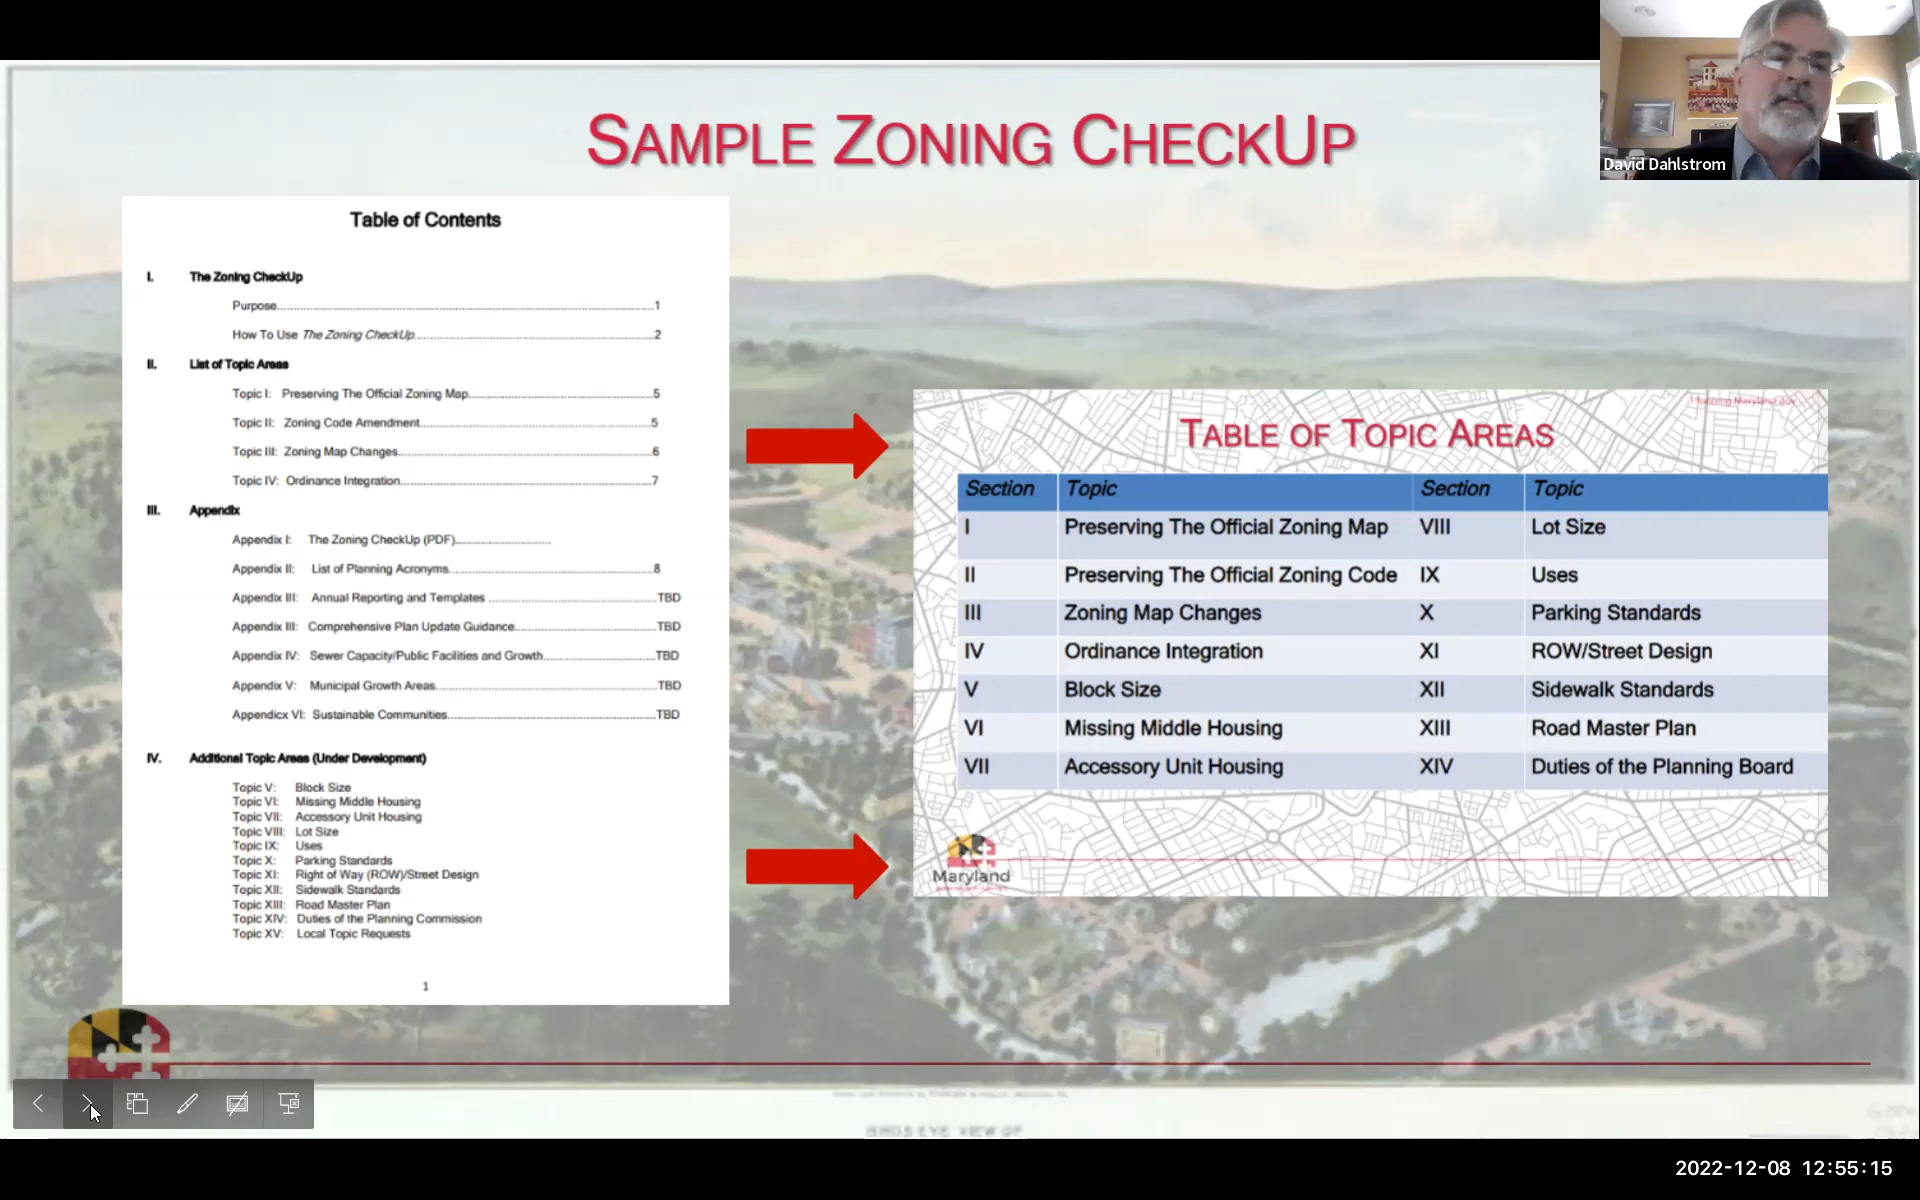 SAMPLE ZONING CHECKUP
David Dahlstrom
Table of Contents
I. The Zoning CheckUp
Purpose 1
How To Use The Zoning CheckUp 2
II. List of Topic Areas
Topic I: Preserving The Official Zoning Map 5
Topic II: Zoning Code Amendment 5
Topic III: Zoning Map Changes 6
Topic IV: Ordinance Integration 7
III. Appendix
Appendix I: The Zoning CheckUp (PDF)
Appendix II: List of Planning Acronyms 8
Appendix III: Annual Reporting and Templates TBD
Appendix III: Comprehensive Plan Update Guidance TBD
Appendix IV: Sewer Capacity/Public Facilities and Growth TBD
Appendix V: Municipal Growth Areas TBD
Appendicx VI: Sustainable Communities TBD
IV. Additional Topic Areas (Under Development)
Topic V: Block Size
Topic VI: Missing Middle Housing
Topic VII: Accessory Unit Housing
Topic VIII: Lot Size
Topic IX: Uses
Topic X: Parking Standards
Topic XI: Right of Way (ROW)/Street Design
Topic XII: Sidewalk Standards
Topic XIII: Road Master Plan
Topic XIV: Duties of the Planning Commission
Topic XV: Local Topic Requests
1
Planning.Maryland.gov
TABLE OF TOPIC AREAS
Section Topic Section Topic
I Preserving The Official Zoning Map VIII Lot Size
II Preserving The Official Zoning Code IX Uses
III Zoning Map Changes X Parking Standards
IV Ordinance Integration XI ROW/Street Design
V Block Size XII Sidewalk Standards
VI Missing Middle Housing XIII Road Master Plan
VII Accessory Unit Housing XIV Duties of the Planning Board
Maryland
BIRDS EYE VIEW OF
2022-12-08 12:55:15